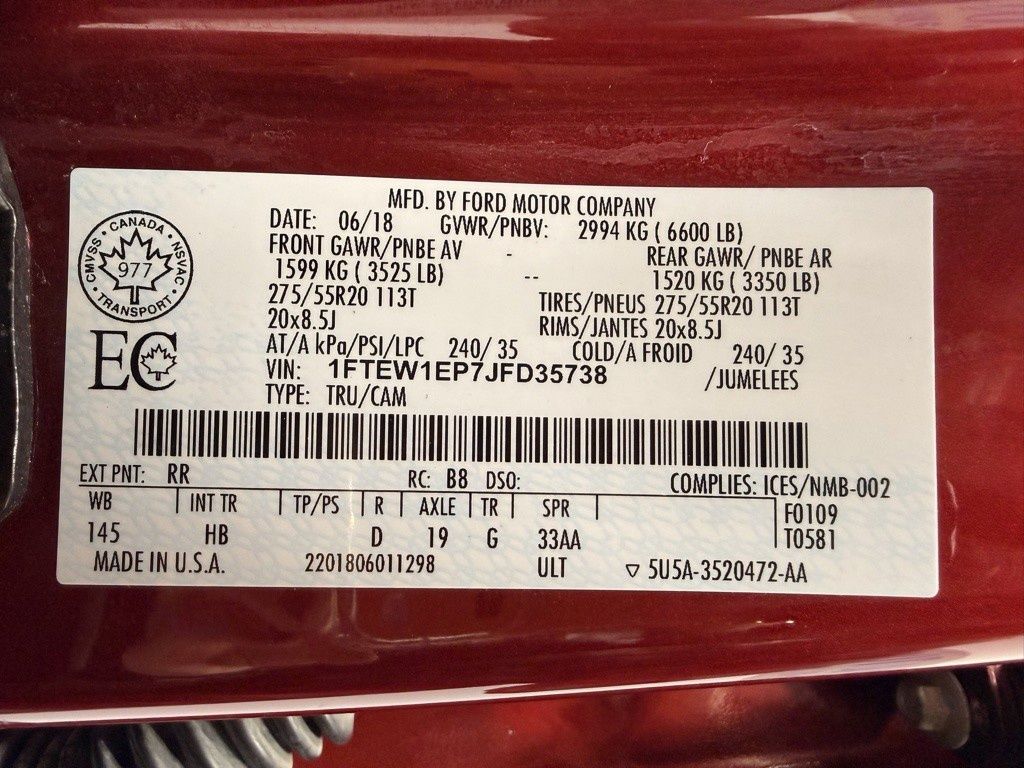 MFD. BY FORD MOTOR COMPANY
DATE: 06/18 GVWR/PNBV: 2994 KG ( 6600 LB)
FRONT GAWR/PNBE AV - REAR GAWR/ PNBE AR
1599 KG ( 3525 LB) -- 1520 KG ( 3350 LB)
275/55R20 113T TIRES/PNEUS 275/55R20 113T
20x8.5J RIMS/JANTES 20x8.5J
AT/A kPa/PSI/LPC 240/ 35 COLD/A FROID 240/ 35
VIN: 1FTEW1EP7JFD35738 /JUMELEES
TYPE: TRU/CAM
CANADA
CMVSS 977 NSVAC
TRANSPORT
EC
EXT PNT: RR RC: B8 DSO: COMPLIES: ICES/NMB-002
WB INT TR TP/PS R AXLE TR SPR F0109
145 HB D 19 G 33AA T0581
MADE IN U.S.A. 2201806011298 ULT ▽ 5U5A-3520472-AA